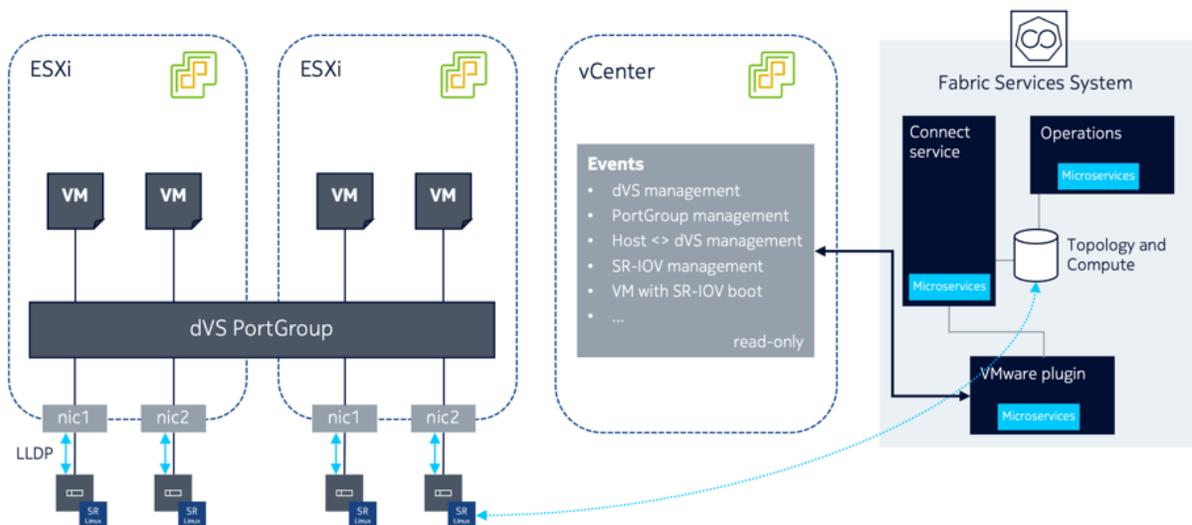 ESXi
ESXi
vCenter
Fabric Services System
Connect
service
Operations
Microservices
Events
• dVS management
• PortGroup management
• Host <> dVS management
• SR-IOV management
• VM with SR-IOV boot
• ...
read-only
VM
VM
VM
VM
Topology and
Compute
Microservices
dVS PortGroup
VMware plugin
Microservices
nic1
nic2
nic1
nic2
LLDP
SR
Linux
SR
Linux
SR
Linux
SR
Linux